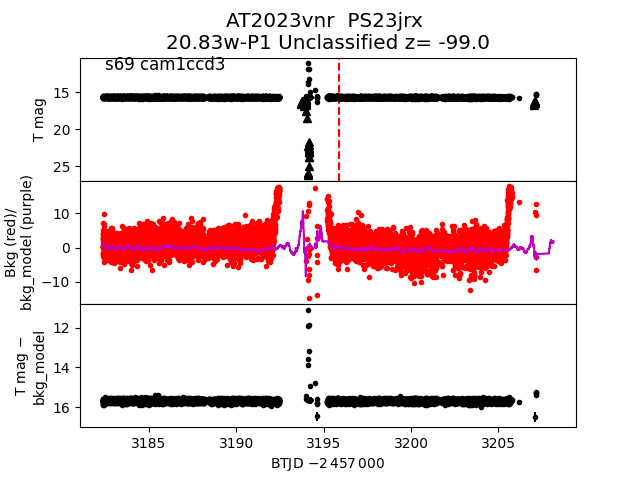 AT2023vnr  PS23jrx
20.83w-P1 Unclassified z= -99.0
s69 cam1ccd3
T mag
15
20
25
Bkg (red)/
bkg_model (purple)
10
0
−10
T mag −
bkg_model
12
14
16
3185 3190 3195 3200 3205
BTJD −2 457 000